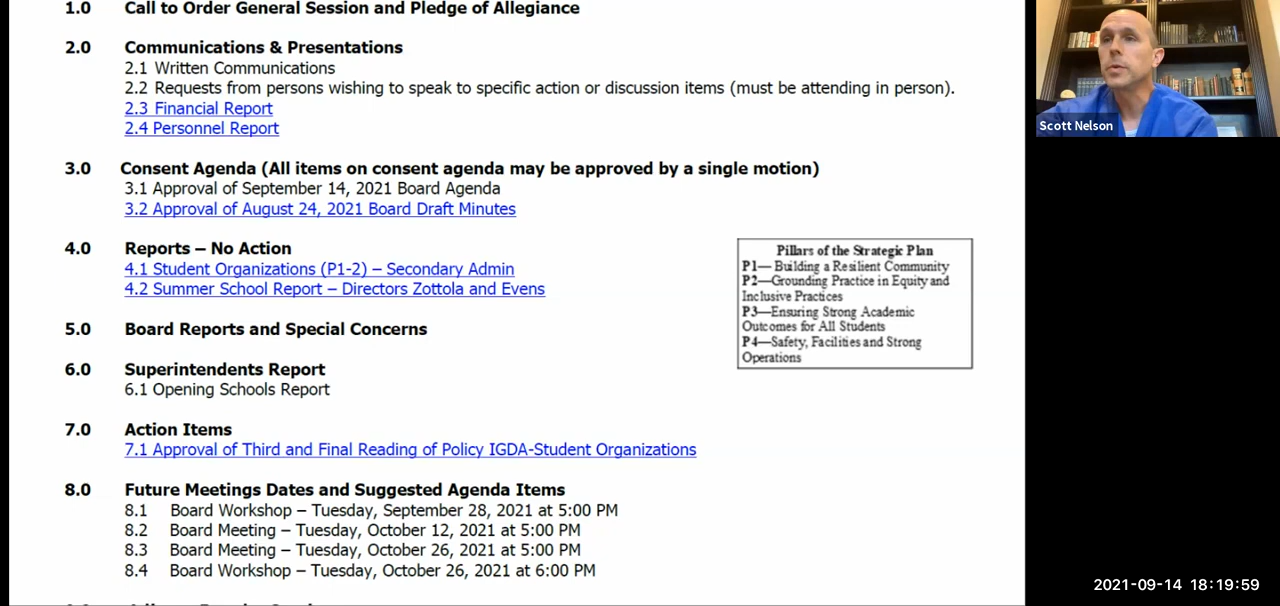 1.0 Call to Order General Session and Pledge of Allegiance
2.0 Communications & Presentations
2.1 Written Communications
2.2 Requests from persons wishing to speak to specific action or discussion items (must be attending in person).
2.3 Financial Report
2.4 Personnel Report
3.0 Consent Agenda (All items on consent agenda may be approved by a single motion)
3.1 Approval of September 14, 2021 Board Agenda
3.2 Approval of August 24, 2021 Board Draft Minutes
4.0 Reports – No Action
4.1 Student Organizations (P1-2) – Secondary Admin
4.2 Summer School Report – Directors Zottola and Evens
5.0 Board Reports and Special Concerns
6.0 Superintendents Report
6.1 Opening Schools Report
7.0 Action Items
7.1 Approval of Third and Final Reading of Policy IGDA-Student Organizations
8.0 Future Meetings Dates and Suggested Agenda Items
8.1 Board Workshop – Tuesday, September 28, 2021 at 5:00 PM
8.2 Board Meeting – Tuesday, October 12, 2021 at 5:00 PM
8.3 Board Meeting – Tuesday, October 26, 2021 at 5:00 PM
8.4 Board Workshop – Tuesday, October 26, 2021 at 6:00 PM
Pillars of the Strategic Plan
P1— Building a Resilient Community
P2—Grounding Practice in Equity and
Inclusive Practices
P3—Ensuring Strong Academic
Outcomes for All Students
P4—Safety, Facilities and Strong
Operations
Scott Nelson
2021-09-14 18:19:59